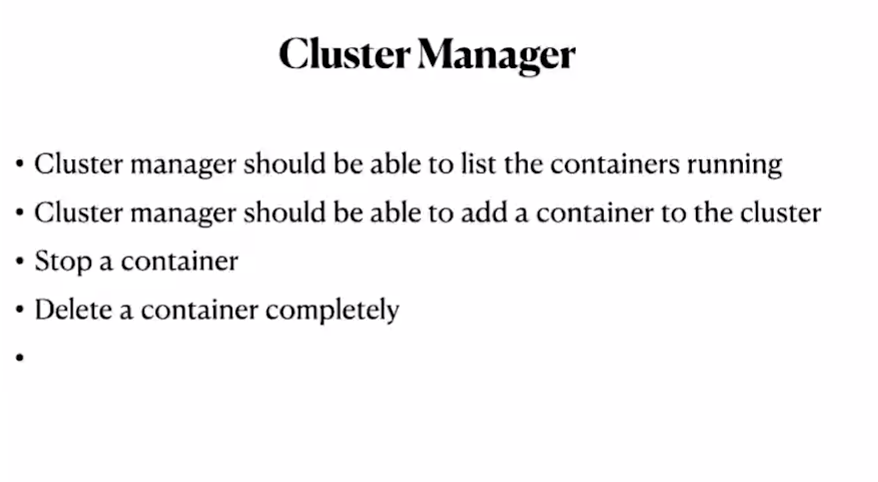 Cluster Manager
• Cluster manager should be able to list the containers running
• Cluster manager should be able to add a container to the cluster
• Stop a container
• Delete a container completely
•